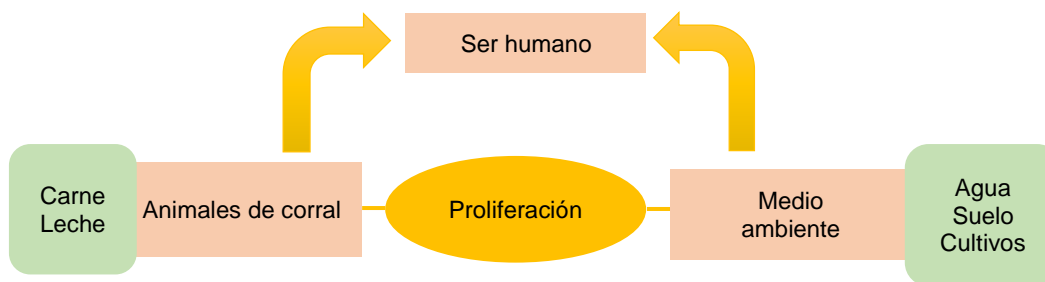 Ser humano
Carne
Leche
Animales de corral
Proliferación
Medio
ambiente
Agua
Suelo
Cultivos